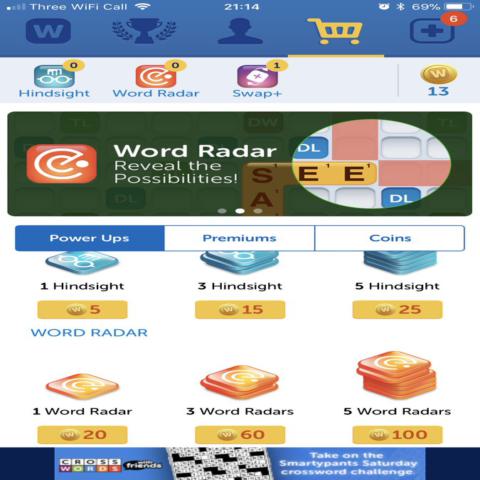 Three WiFi Call 21:14 69%
W 6
0 0 1 W
Hindsight Word Radar Swap+ 13
TL DW TL
Word Radar
Reveal the
Possibilities!
DL
S E E
A DL
DL
Power Ups Premiums Coins
1 Hindsight 3 Hindsight 5 Hindsight
W 5 W 15 W 25
WORD RADAR
1 Word Radar 3 Word Radars 5 Word Radars
W 20 W 60 W 100
CROSS
WORDS with friends
Take on the
Smartypants Saturday
crossword challenge.